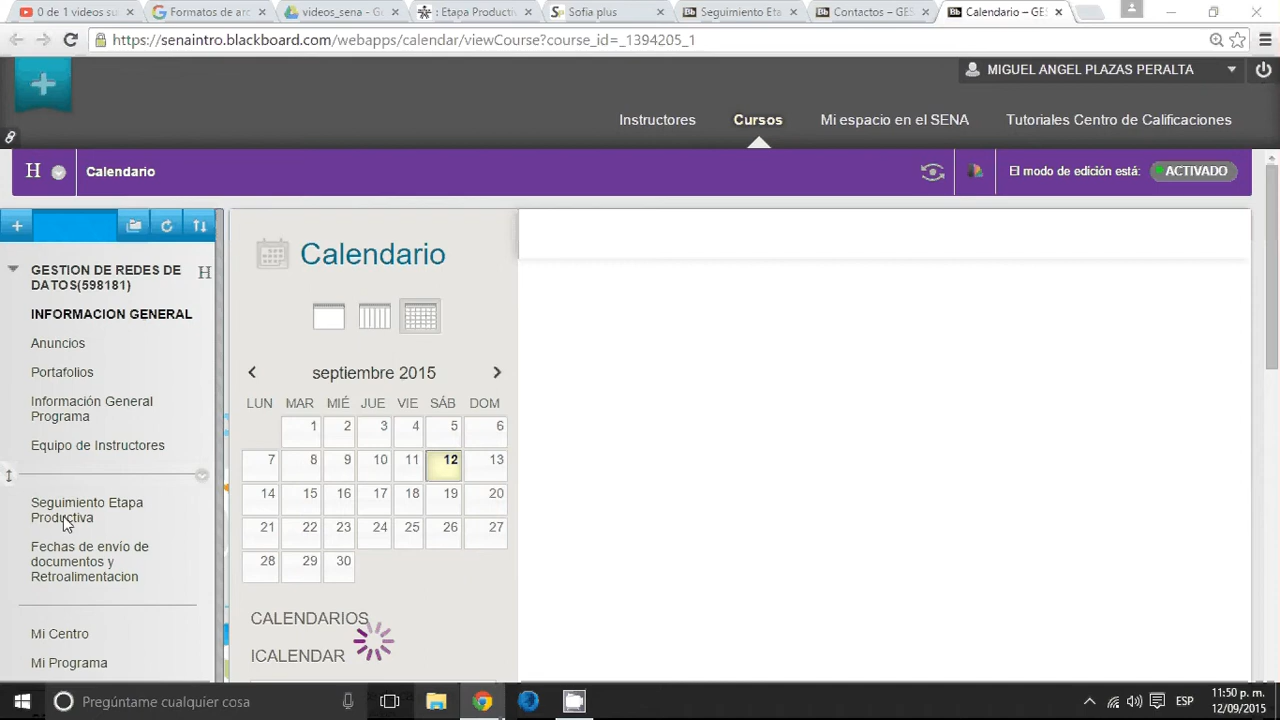 0 de 1 videos su
Formatos de arc
videos_sena - Go
: Etapa Productiv
Sofia plus
Seguimiento Eta
Contactos – GES
Calendario – GES
https://senaintro.blackboard.com/webapps/calendar/viewCourse?course_id=_1394205_1
MIGUEL ANGEL PLAZAS PERALTA
Instructores
Cursos
Mi espacio en el SENA
Tutoriales Centro de Calificaciones
H
Calendario
El modo de edición está:
ACTIVADO
GESTION DE REDES DE
DATOS(598181)
H
INFORMACION GENERAL
Anuncios
Portafolios
Información General
Programa
Equipo de Instructores
Seguimiento Etapa
Productiva
Fechas de envío de
documentos y
Retroalimentacion
Mi Centro
Mi Programa
Calendario
septiembre 2015
LUN MAR MIÉ JUE VIE SÁB DOM
1 2 3 4 5 6
7 8 9 10 11 12 13
14 15 16 17 18 19 20
21 22 23 24 25 26 27
28 29 30
CALENDARIOS
ICALENDAR
Pregúntame cualquier cosa
ESP
11:50 p. m.
12/09/2015